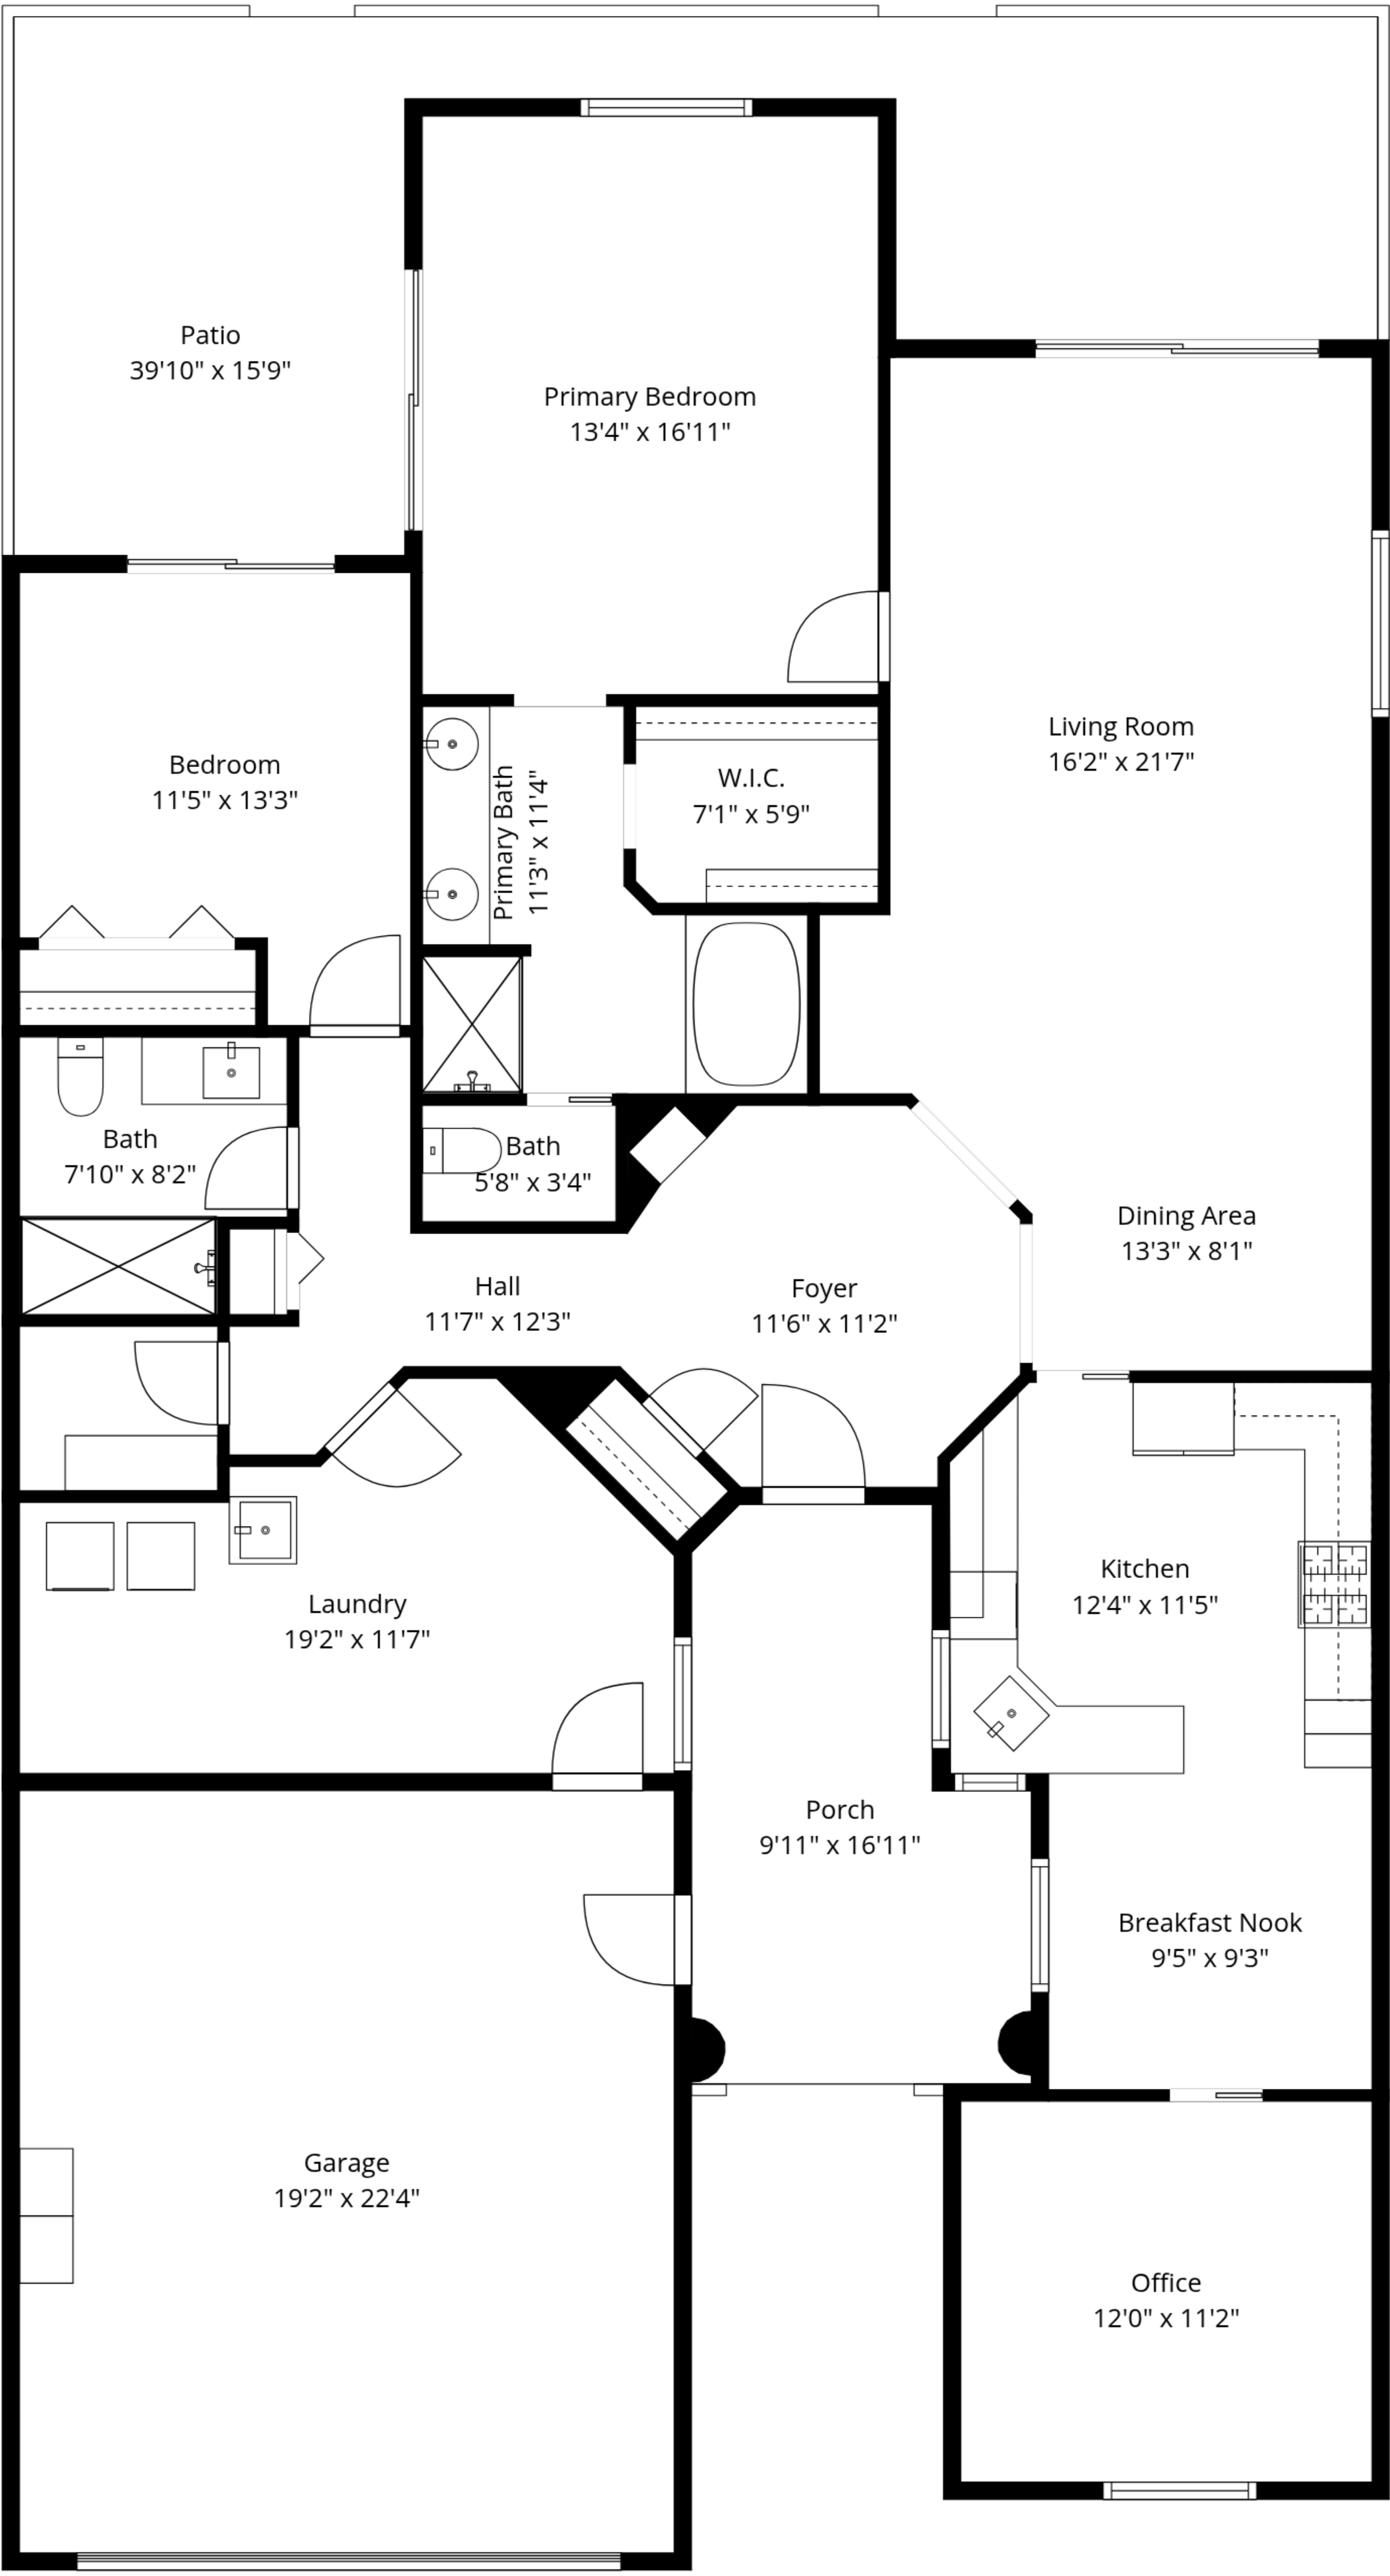 Patio
39'10" x 15'9"
Primary Bedroom
13'4" x 16'11"
Living Room
16'2" x 21'7"
Bedroom
11'5" x 13'3"
Primary Bath
11'3" x 11'4"
W.I.C.
7'1" x 5'9"
Bath
7'10" x 8'2"
Bath
5'8" x 3'4"
Dining Area
13'3" x 8'1"
Hall
11'7" x 12'3"
Foyer
11'6" x 11'2"
Kitchen
12'4" x 11'5"
Laundry
19'2" x 11'7"
Porch
9'11" x 16'11"
Breakfast Nook
9'5" x 9'3"
Garage
19'2" x 22'4"
Office
12'0" x 11'2"